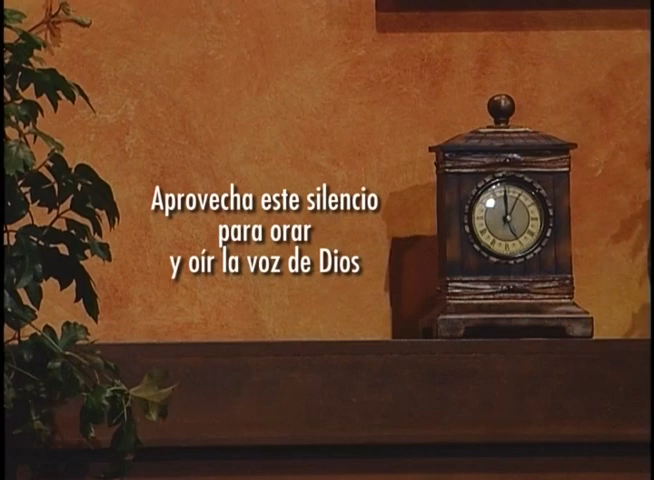 Aprovecha este silencio
para orar
y oír la voz de Dios